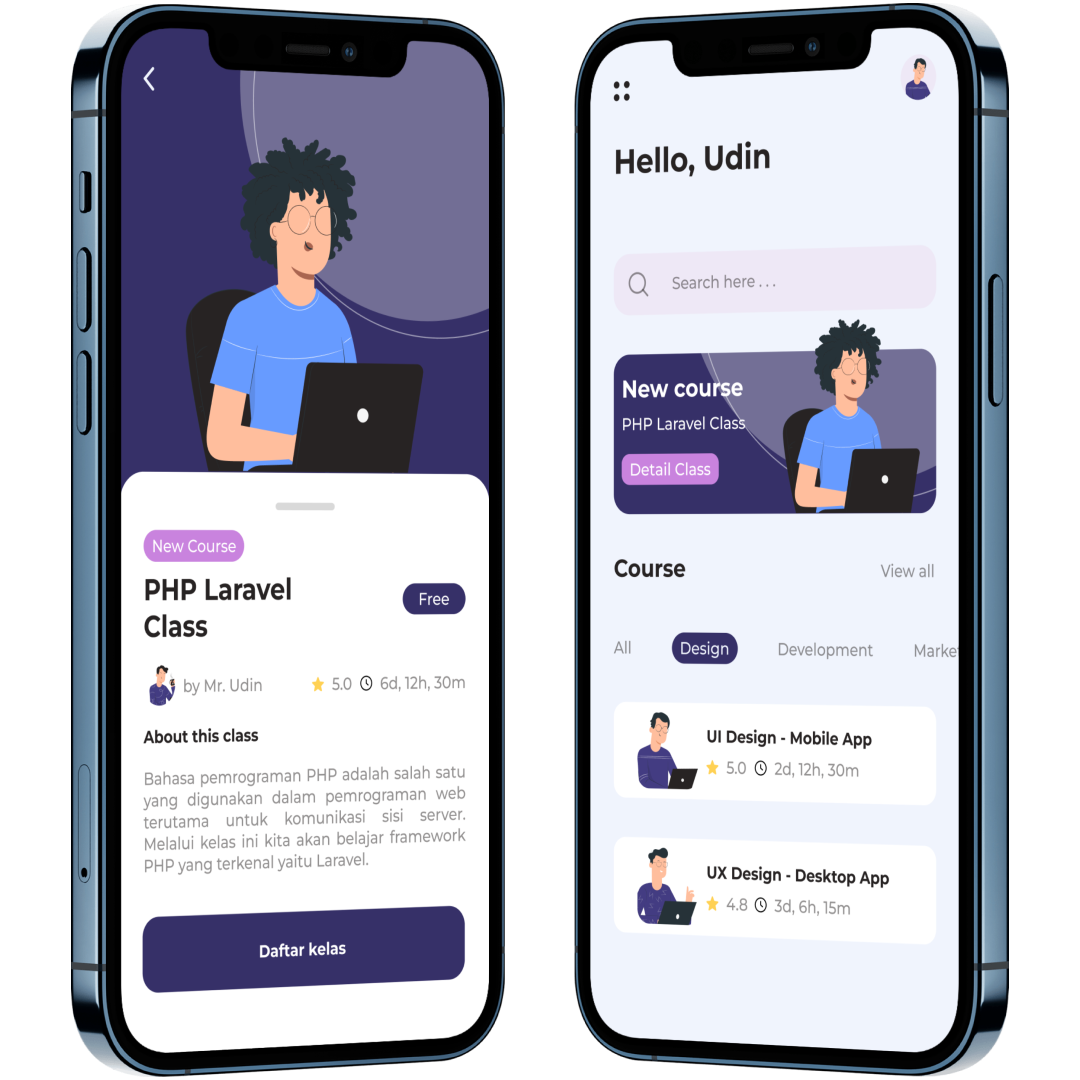 New Course
PHP Laravel
Class
Free
by Mr. Udin
5.0
6d, 12h, 30m
About this class
Bahasa pemrograman PHP adalah salah satu
yang digunakan dalam pemrograman web
terutama untuk komunikasi sisi server.
Melalui kelas ini kita akan belajar framework
PHP yang terkenal yaitu Laravel.
Daftar kelas
Hello, Udin
Search here . . .
New course
PHP Laravel Class
Detail Class
Course
View all
All
Design
Development
Market
UI Design - Mobile App
5.0
2d, 12h, 30m
UX Design - Desktop App
4.8
3d, 6h, 15m